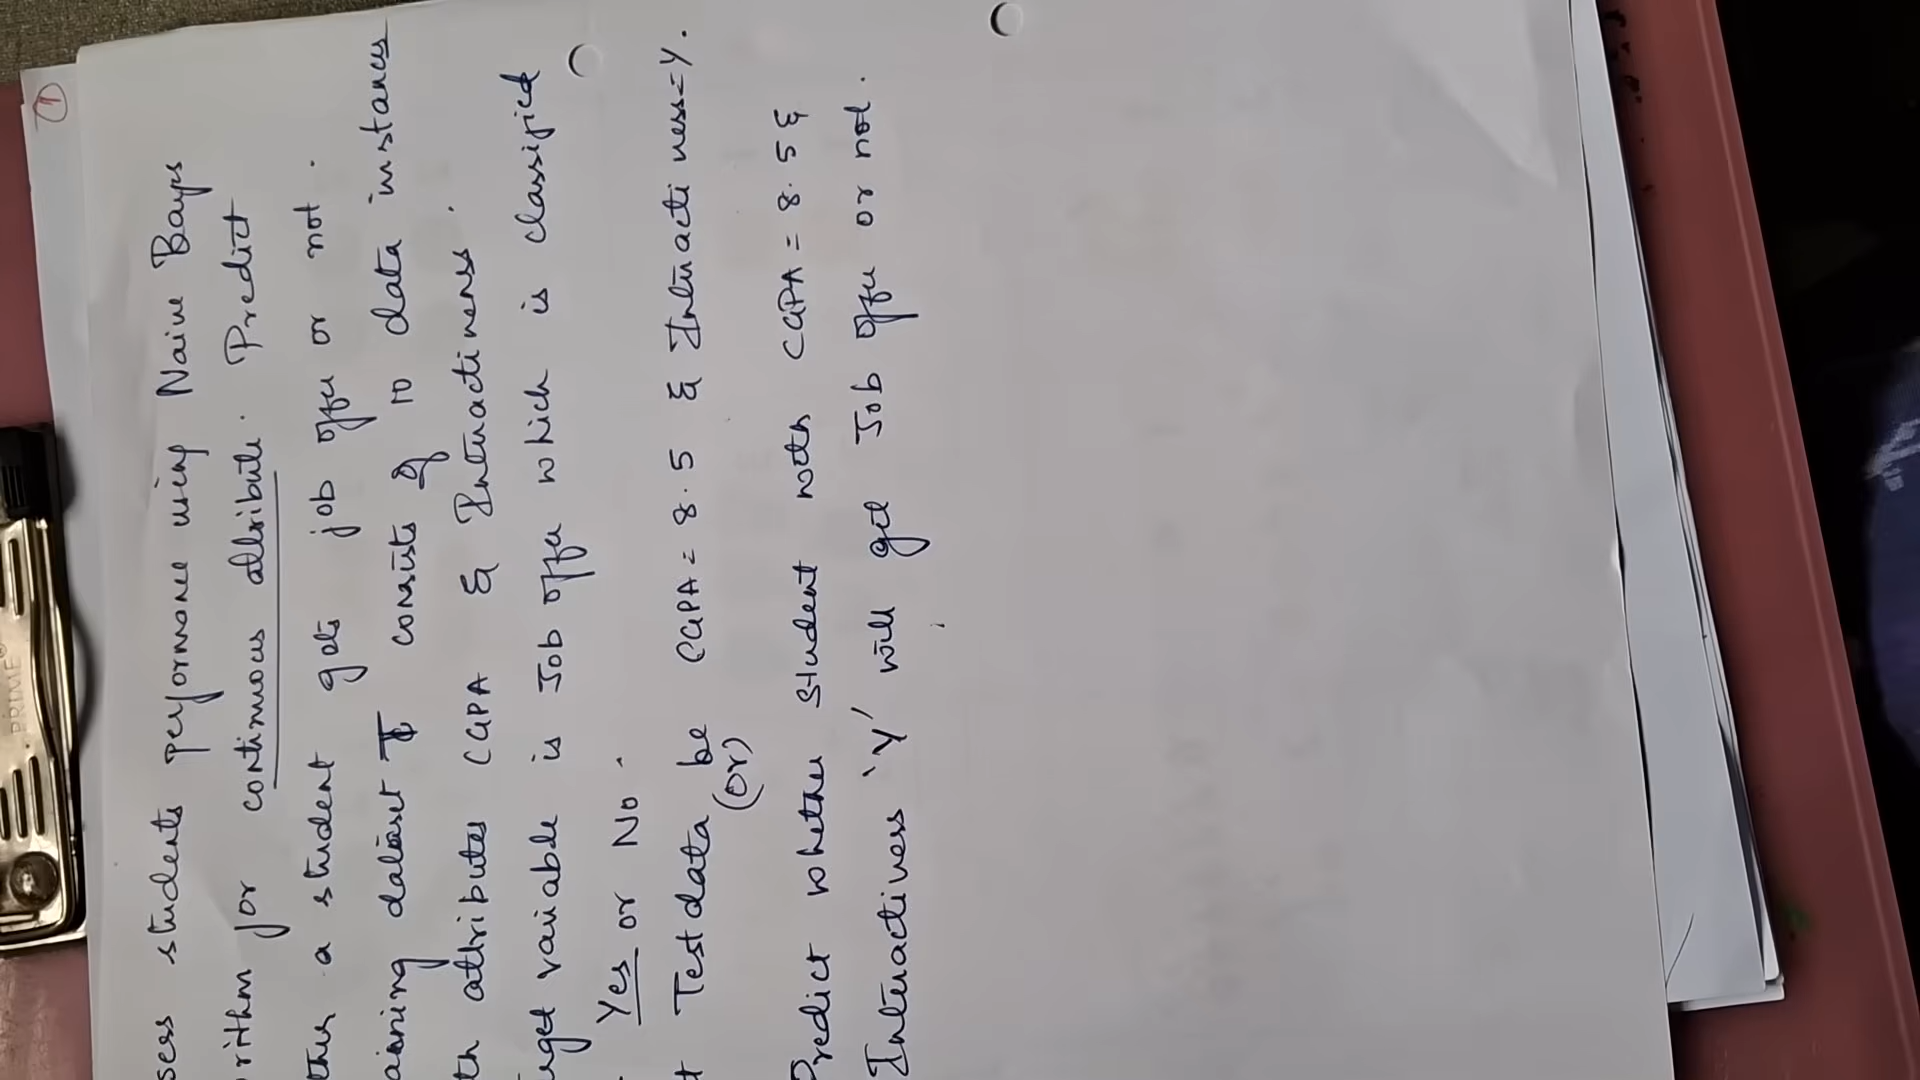 1
sess students performance using Naive Bayes
rithm for continuous attribute. Predict
ther a student gets job offer or not.
aining dataset consists of 10 data instances
th attributes CGPA & Interactiveness.
rget variable is Job offer which is classified
Yes or No.
t Test data be CGPA = 8.5 & Interactiveness = Y.
(or)
Predict whether student with CGPA = 8.5 &
Interactiveness 'Y' will get Job offer or not.
PRIME